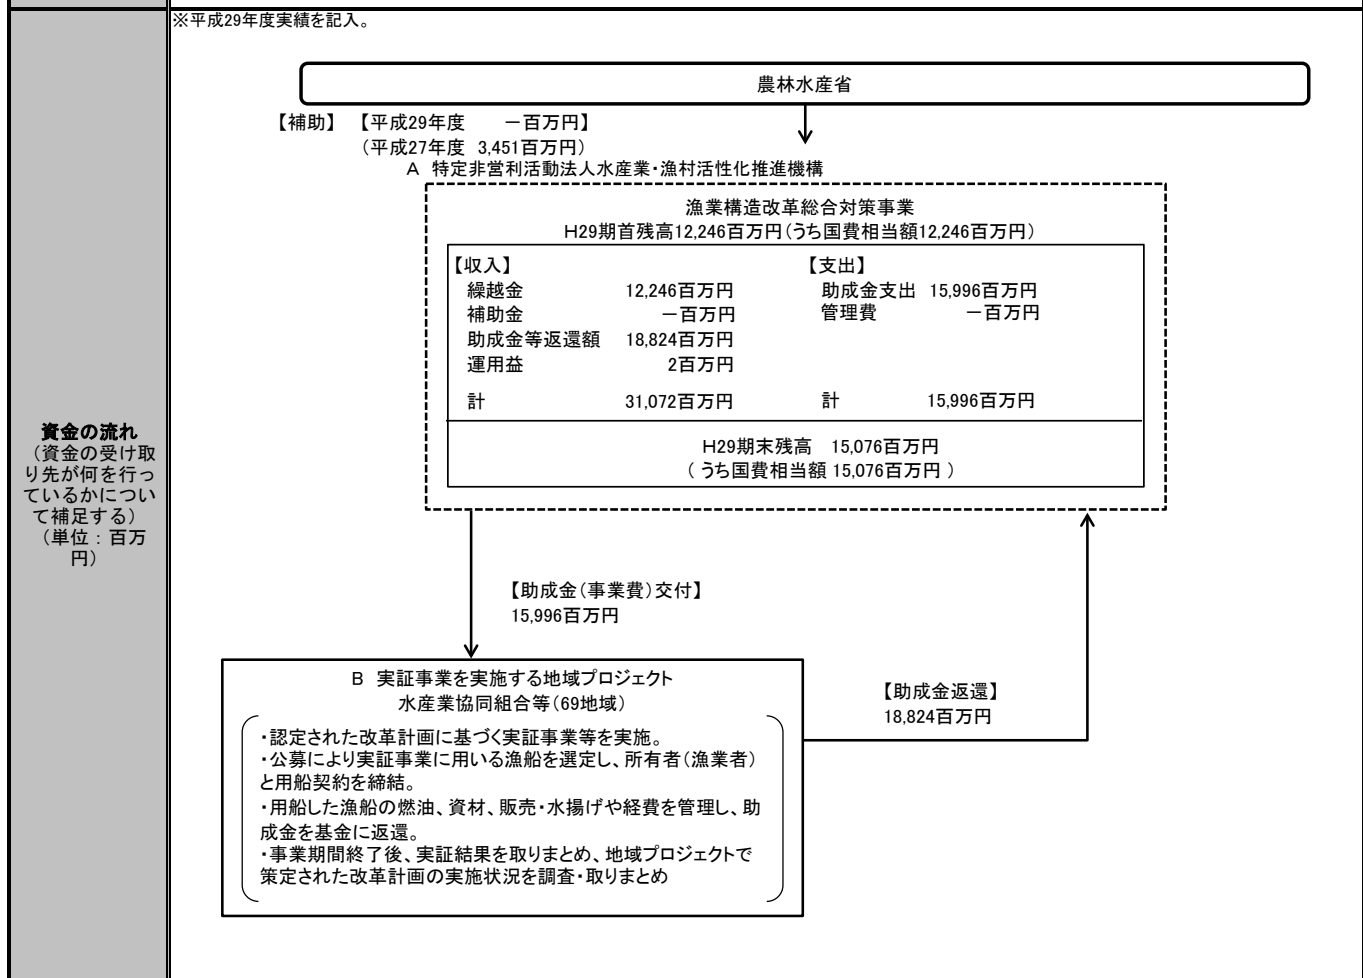 ※平成29年度実績を記入。
農林水産省
【補助】 【平成29年度 －百万円】
（平成27年度 3,451百万円）
A 特定非営利活動法人水産業・漁村活性化推進機構
漁業構造改革総合対策事業
H29期首残高12,246百万円（うち国費相当額12,246百万円）
【収入】 【支出】
繰越金 12,246百万円 助成金支出 15,996百万円
補助金 －百万円 管理費 －百万円
助成金等返還額 18,824百万円
運用益 2百万円
計 31,072百万円 計 15,996百万円
H29期末残高 15,076百万円
（うち国費相当額 15,076百万円 ）
資金の流れ
（資金の受け取
り先が何を行っ
ているかについ
て補足する）
（単位：百万
円）
【助成金（事業費）交付】
15,996百万円
B 実証事業を実施する地域プロジェクト
水産業協同組合等（69地域）
・認定された改革計画に基づく実証事業等を実施。
・公募により実証事業に用いる漁船を選定し、所有者（漁業者）
と用船契約を締結。
・用船した漁船の燃油、資材、販売・水揚げや経費を管理し、助
成金を基金に返還。
・事業期間終了後、実証結果を取りまとめ、地域プロジェクトで
策定された改革計画の実施状況を調査・取りまとめ
【助成金返還】
18,824百万円